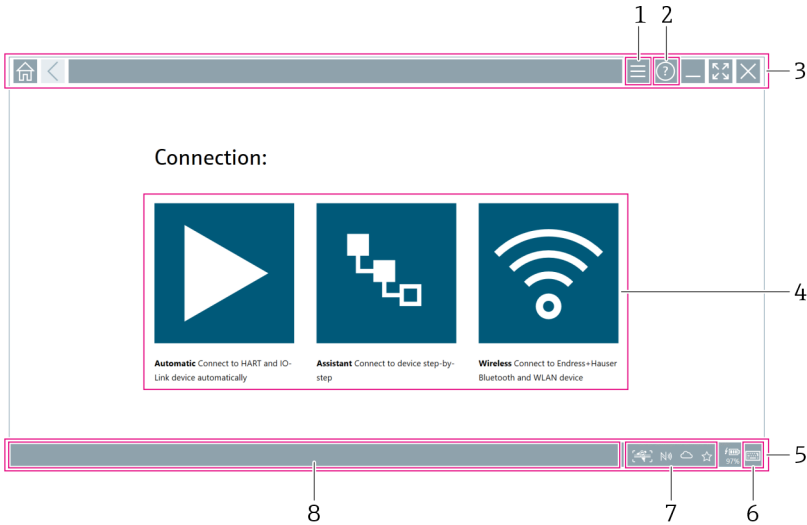 1 2
3
Connection:
4
Automatic Connect to HART and IO-
Link device automatically
Assistant Connect to device step-by-
step
Wireless Connect to Endress+Hauser
Bluetooth and WLAN device
97%
5
8 7 6